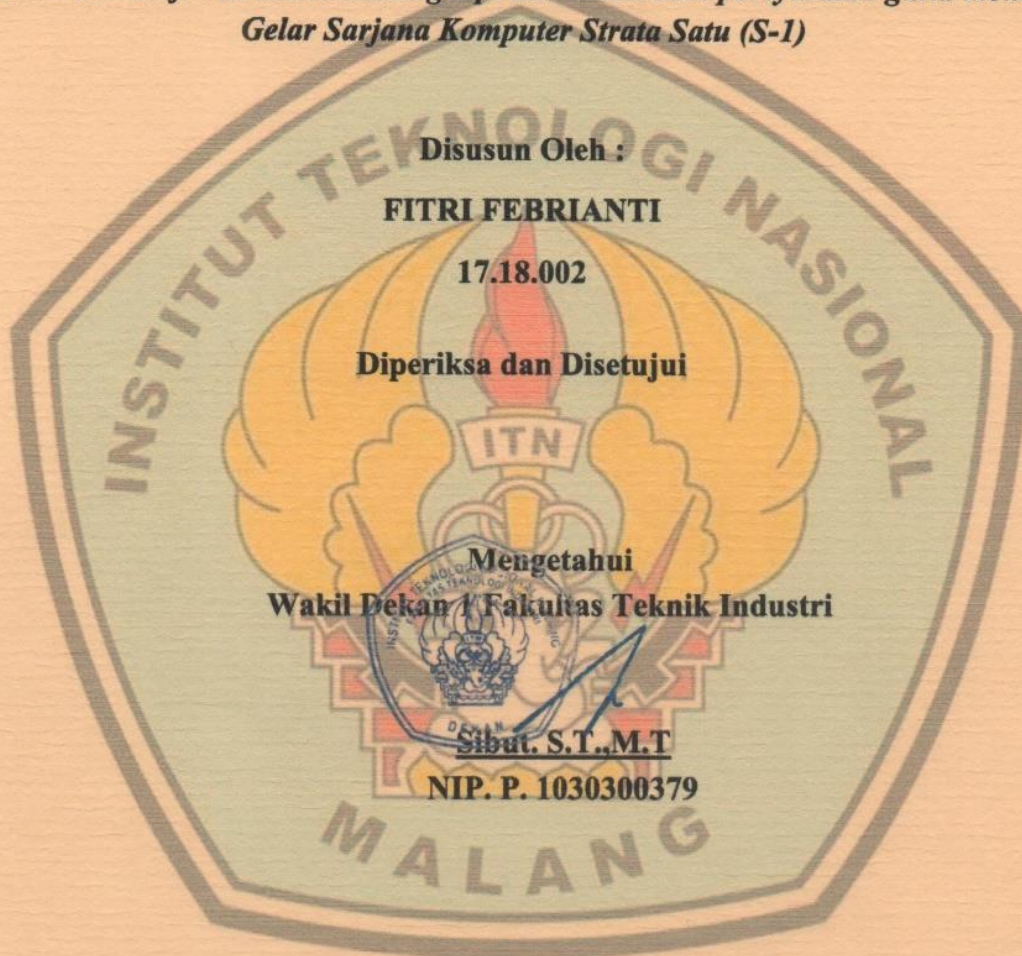 Gelar Sarjana Komputer Strata Satu (S-1)
INSTITUT TEKNOLOGI NASIONAL
Disusun Oleh :
FITRI FEBRIANTI
17.18.002
Diperiksa dan Disetujui
ITN
Mengetahui
Wakil Dekan 1 Fakultas Teknik Industri
DEKAN
Sibut. S.T.,M.T
NIP. P. 1030300379
MALANG